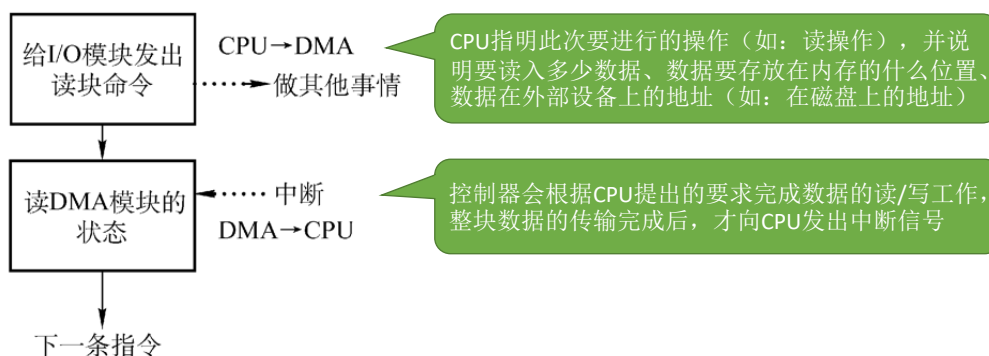 给I/O模块发出
读块命令
CPU→DMA
做其他事情
CPU指明此次要进行的操作（如：读操作），并说
明要读入多少数据、数据要存放在内存的什么位置、
数据在外部设备上的地址（如：在磁盘上的地址）
读DMA模块的
状态
中断
DMA→CPU
控制器会根据CPU提出的要求完成数据的读/写工作，
整块数据的传输完成后，才向CPU发出中断信号
下一条指令